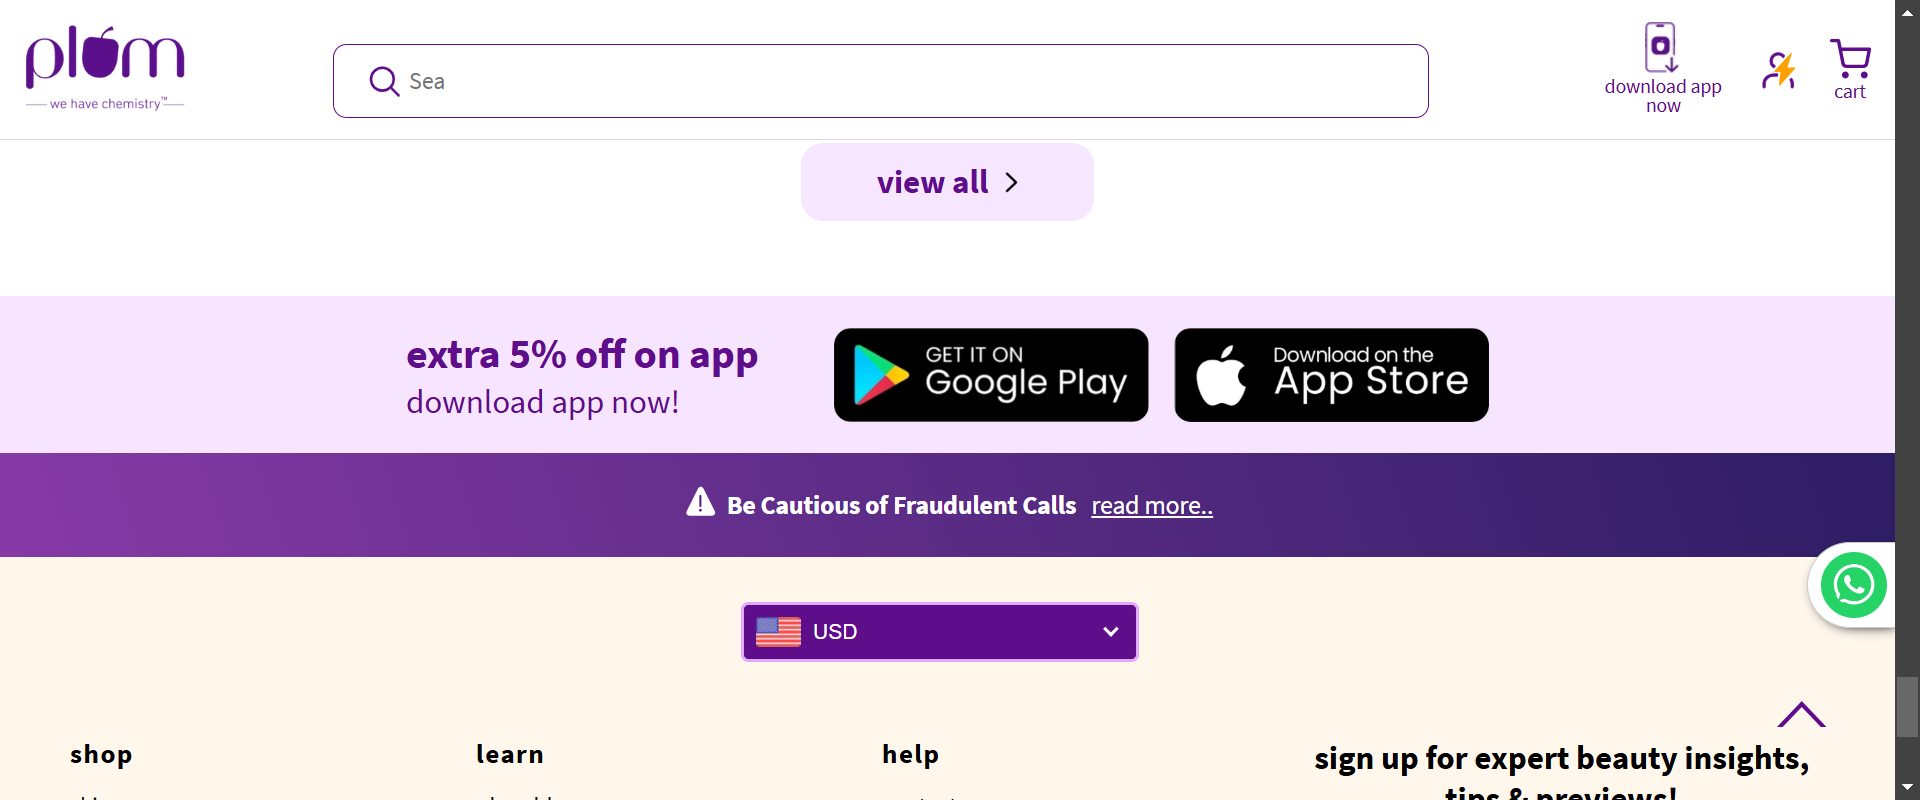 plum
we have chemistry™
Sea
download app
now
cart
view all
extra 5% off on app
download app now!
GET IT ON
Google Play
Download on the
App Store
Be Cautious of Fraudulent Calls read more..
USD
shop
learn
help
sign up for expert beauty insights,
tips & previews!